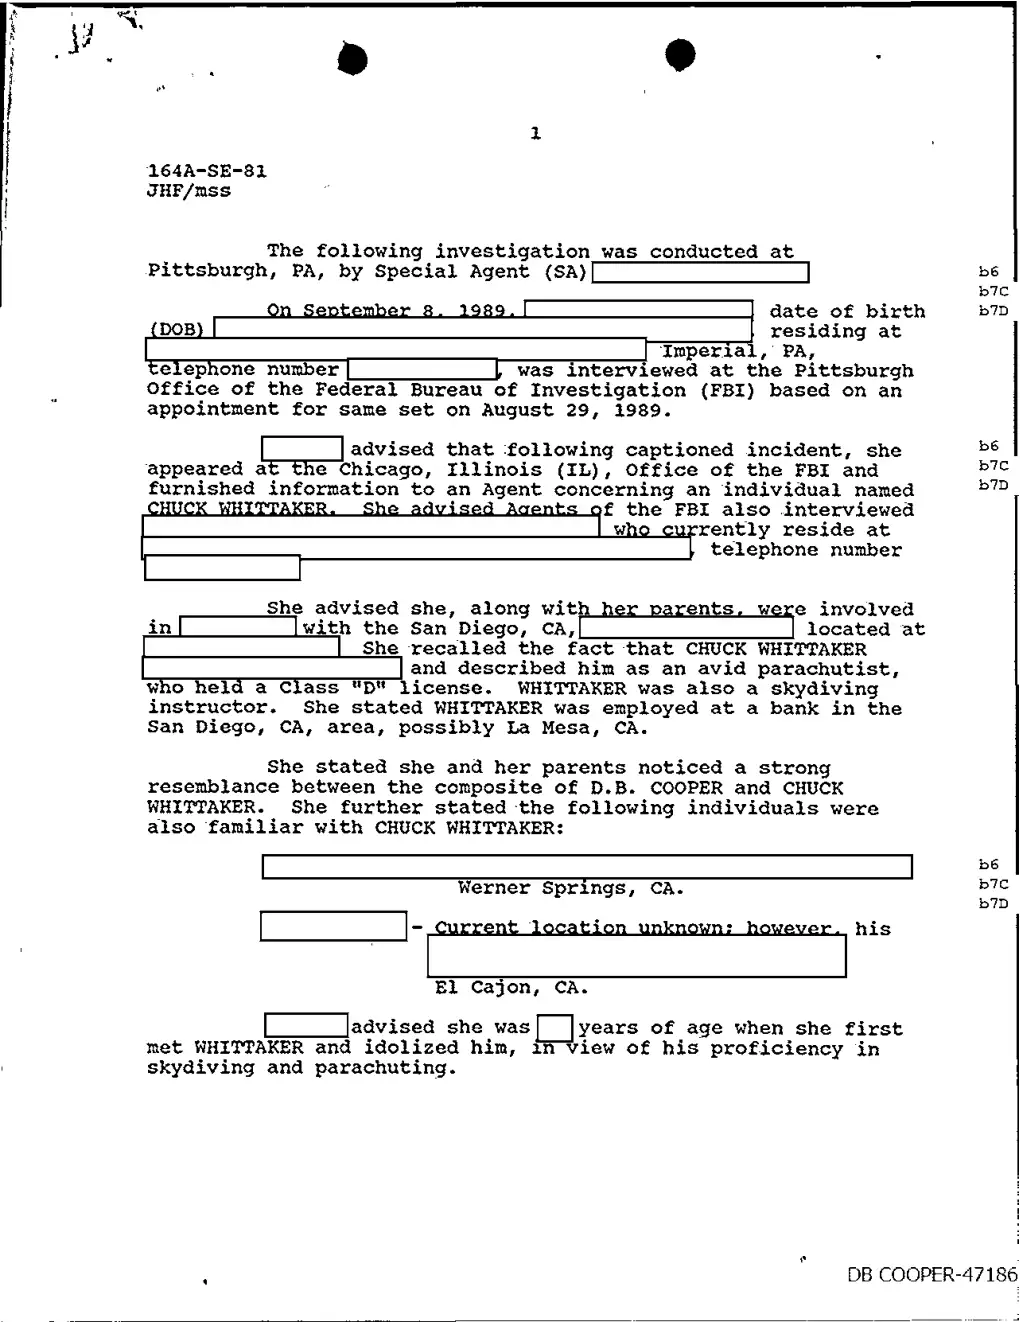 1
164A-SE-81
JHF/mss
The following investigation was conducted at
Pittsburgh, PA, by Special Agent (SA)
b6
b7C
b7D
On September 8, 1989, date of birth
(DOB) residing at
Imperial, PA,
telephone number , was interviewed at the Pittsburgh
Office of the Federal Bureau of Investigation (FBI) based on an
appointment for same set on August 29, 1989.
advised that following captioned incident, she
appeared at the Chicago, Illinois (IL), Office of the FBI and
furnished information to an Agent concerning an individual named
CHUCK WHITTAKER. She advised Agents of the FBI also interviewed
who currently reside at
, telephone number
b6
b7C
b7D
She advised she, along with her parents, were involved
in with the San Diego, CA, located at
She recalled the fact that CHUCK WHITTAKER
and described him as an avid parachutist,
who held a Class "D" license. WHITTAKER was also a skydiving
instructor. She stated WHITTAKER was employed at a bank in the
San Diego, CA, area, possibly La Mesa, CA.
She stated she and her parents noticed a strong
resemblance between the composite of D.B. COOPER and CHUCK
WHITTAKER. She further stated the following individuals were
also familiar with CHUCK WHITTAKER:
Werner Springs, CA.
b6
b7C
b7D
- Current location unknown; however, his
El Cajon, CA.
advised she was years of age when she first
met WHITTAKER and idolized him, in view of his proficiency in
skydiving and parachuting.
DB COOPER-47186